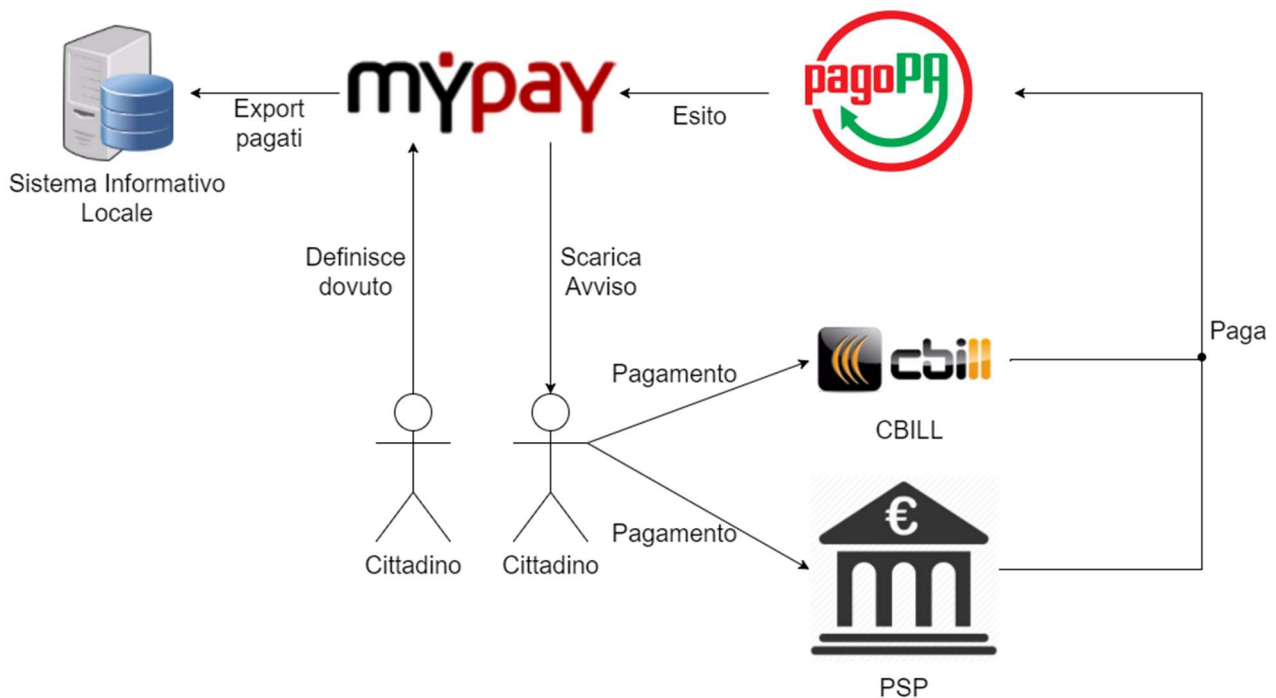 mypay
pagoPA
Export
pagati
Esito
Sistema Informativo
Locale
Definisce
dovuto
Scarica
Avviso
Paga
Pagamento
cbill
CBILL
Pagamento
€
Cittadino
Cittadino
PSP